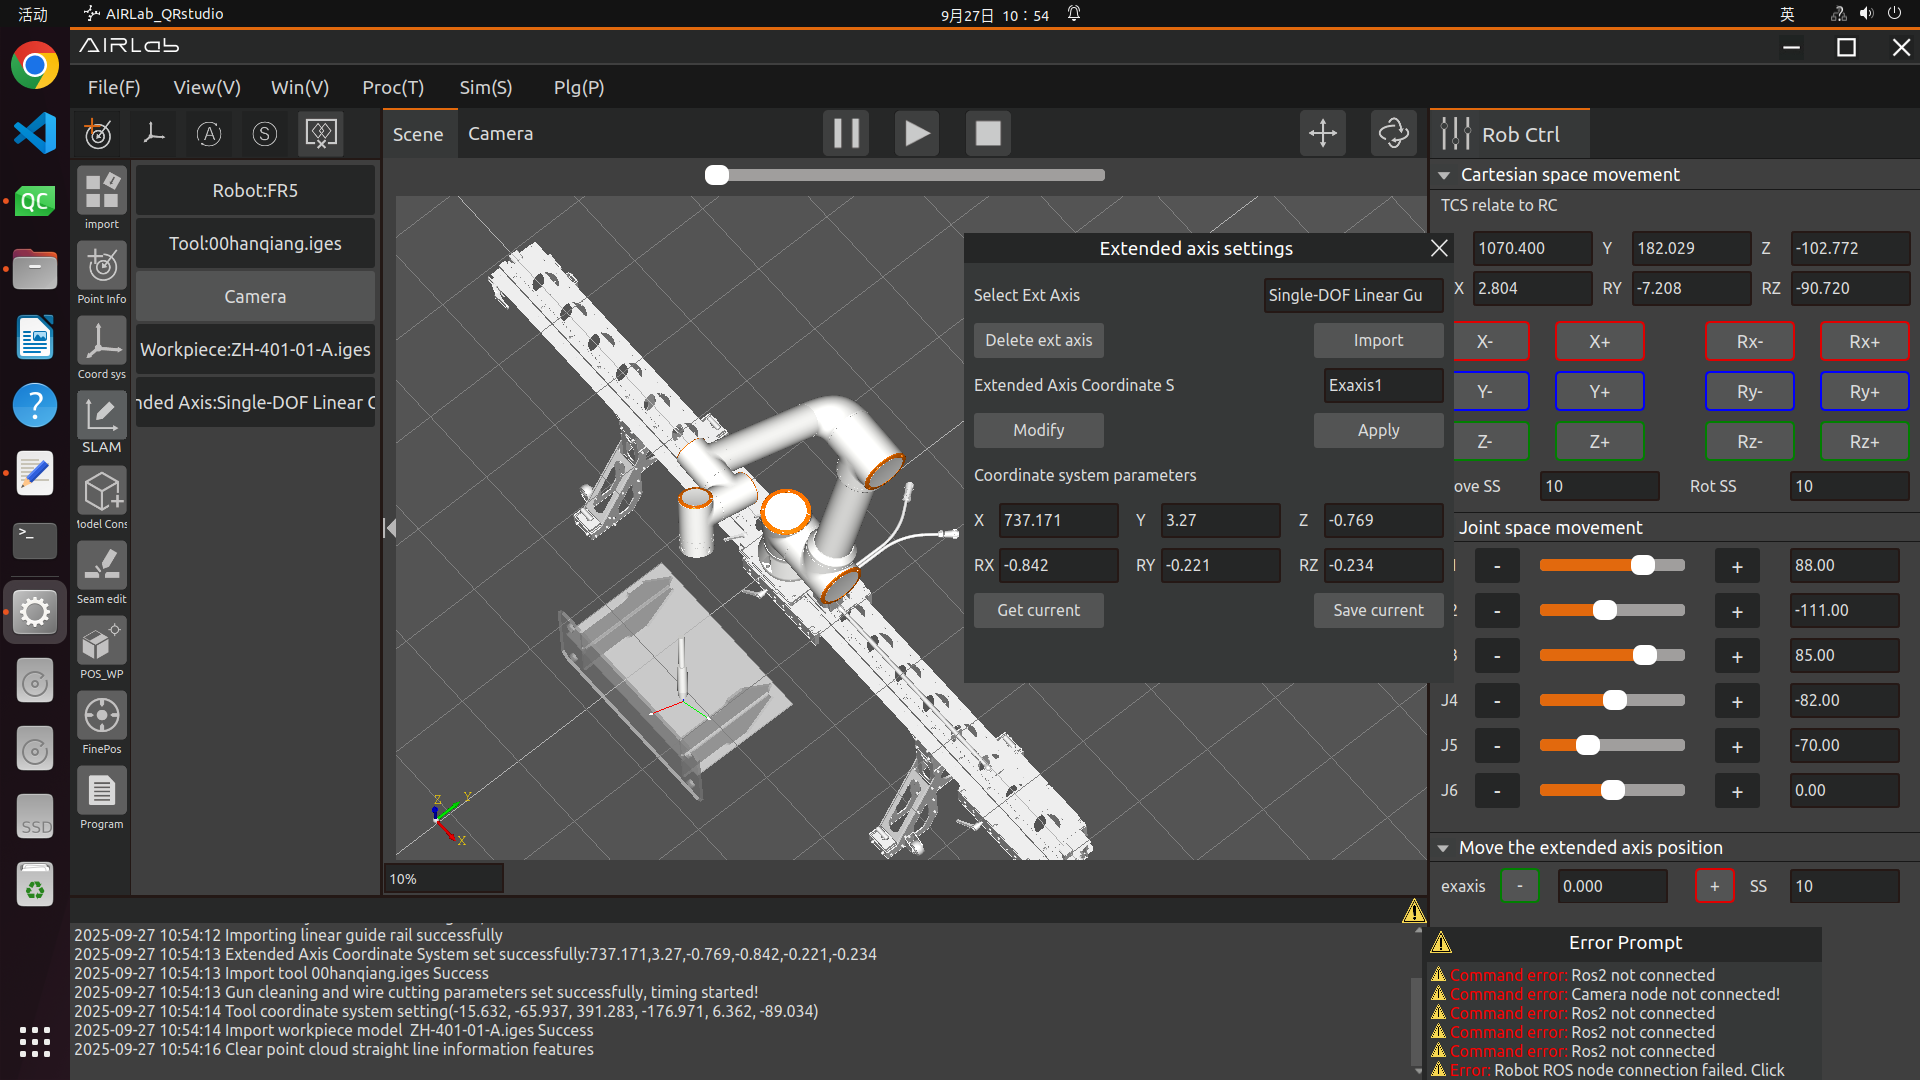 活动
AIRLab_QRstudio
9月27日 10：54
英
AIRLab
File(F)
View(V)
Win(V)
Proc(T)
Sim(S)
Plg(P)
Scene
Camera
Rob Ctrl
import
Point Info
Coord sys
SLAM
Model Cons
Seam edit
POS_WP
FinePos
Program
Robot:FR5
Tool:00hanqiang.iges
Camera
Workpiece:ZH-401-01-A.iges
nded Axis:Single-DOF Linear G
10%
Extended axis settings
Select Ext Axis
Single-DOF Linear Gu
Delete ext axis
Import
Extended Axis Coordinate S
Exaxis1
Modify
Apply
Coordinate system parameters
X 737.171 Y 3.27 Z -0.769
RX -0.842 RY -0.221 RZ -0.234
Get current
Save current
Cartesian space movement
TCS relate to RC
1070.400 Y 182.029 Z -102.772
X 2.804 RY -7.208 RZ -90.720
X- X+ Rx- Rx+
Y- Y+ Ry- Ry+
Z- Z+ Rz- Rz+
ove SS 10 Rot SS 10
Joint space movement
- + 88.00
2 - + -111.00
3 - + 85.00
J4 - + -82.00
J5 - + -70.00
J6 - + 0.00
Move the extended axis position
exaxis - 0.000 + SS 10
2025-09-27 10:54:12 Importing linear guide rail successfully
2025-09-27 10:54:13 Extended Axis Coordinate System set successfully:737.171,3.27,-0.769,-0.842,-0.221,-0.234
2025-09-27 10:54:13 Import tool 00hanqiang.iges Success
2025-09-27 10:54:13 Gun cleaning and wire cutting parameters set successfully, timing started!
2025-09-27 10:54:14 Tool coordinate system setting(-15.632, -65.937, 391.283, -176.971, 6.362, -89.034)
2025-09-27 10:54:14 Import workpiece model  ZH-401-01-A.iges Success
2025-09-27 10:54:16 Clear point cloud straight line information features
Error Prompt
Command error: Ros2 not connected
Command error: Camera node not connected!
Command error: Ros2 not connected
Command error: Ros2 not connected
Command error: Ros2 not connected
Error: Robot ROS node connection failed. Click
Z
Y
X
QC
SSD
A
S